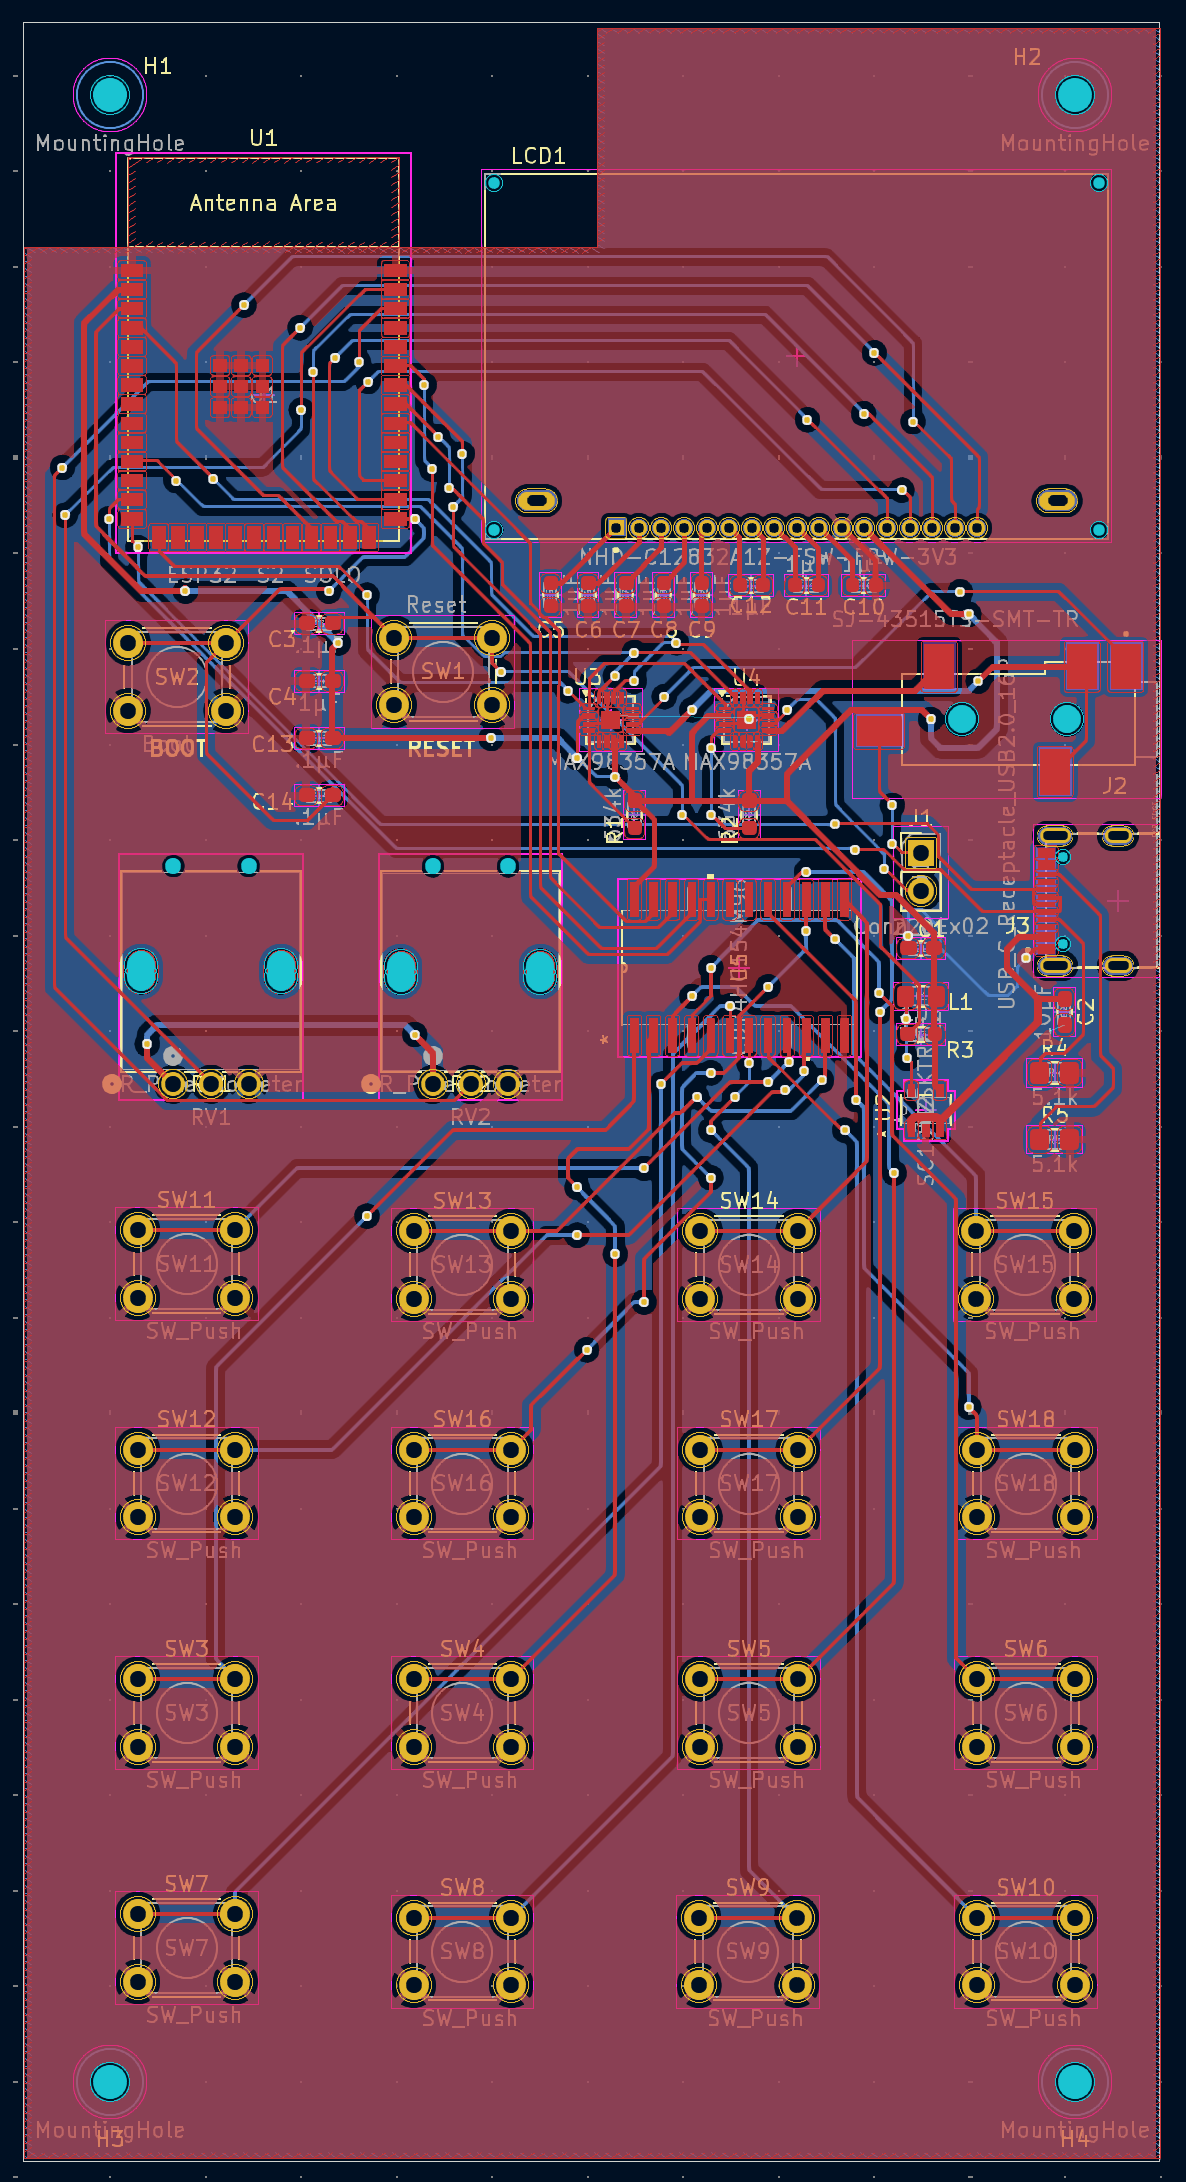 H1
H2
MountingHole
MountingHole
U1
LCD1
Antenna Area
ESP32-S2-SOLO
NHD-C12832A1Z-FSW-FBW-3V3
1µF
1µF
C5
C6
C7
C8
C9
C12
C11
C10
SJ-43515TS-SMT-TR
Reset
C3
.1µF
SW2
SW1
U3
U4
C4
.1µF
BOOT
RESET
C13
.1µF
MAX98357A
MAX98357A
J2
C14
.1µF
R1
R2
J1
USB_C_Receptacle_USB2.0_16P
J3
Conn_01x02
C1
L1
C2
R3
R4
5.1k
R5
5.1k
RV1
RV2
SW11
SW13
SW14
SW15
SW11
SW13
SW14
SW15
SW_Push
SW_Push
SW_Push
SW_Push
SW12
SW16
SW17
SW18
SW12
SW16
SW17
SW18
SW_Push
SW_Push
SW_Push
SW_Push
SW3
SW4
SW5
SW6
SW3
SW4
SW5
SW6
SW_Push
SW_Push
SW_Push
SW_Push
SW7
SW8
SW9
SW10
SW7
SW8
SW9
SW10
SW_Push
SW_Push
SW_Push
SW_Push
MountingHole
MountingHole
H3
H4